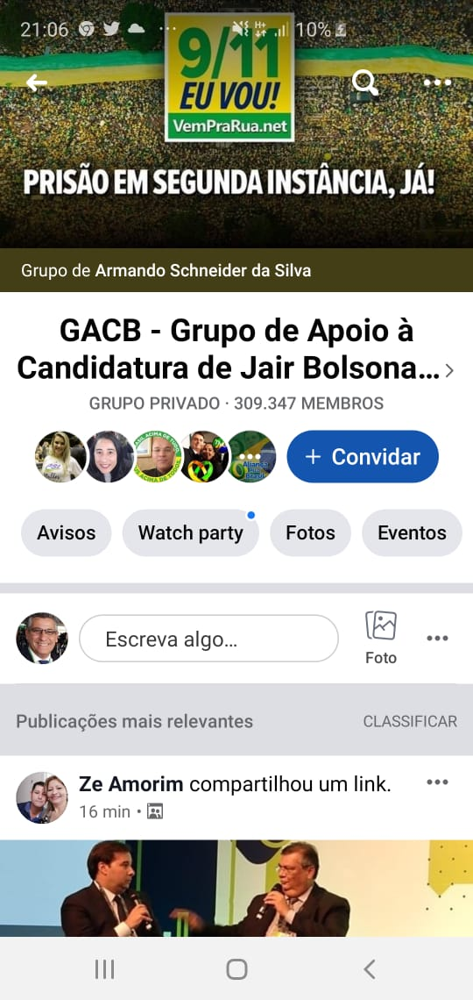 21:06
H+
10%
9/11
EU VOU!
VemPraRua.net
PRISÃO EM SEGUNDA INSTÂNCIA, JÁ!
Grupo de Armando Schneider da Silva
GACB - Grupo de Apoio à
Candidatura de Jair Bolsona...
GRUPO PRIVADO · 309.347 MEMBROS
+ Convidar
Avisos
Watch party
Fotos
Eventos
Escreva algo...
Foto
Publicações mais relevantes
CLASSIFICAR
Ze Amorim compartilhou um link.
16 min